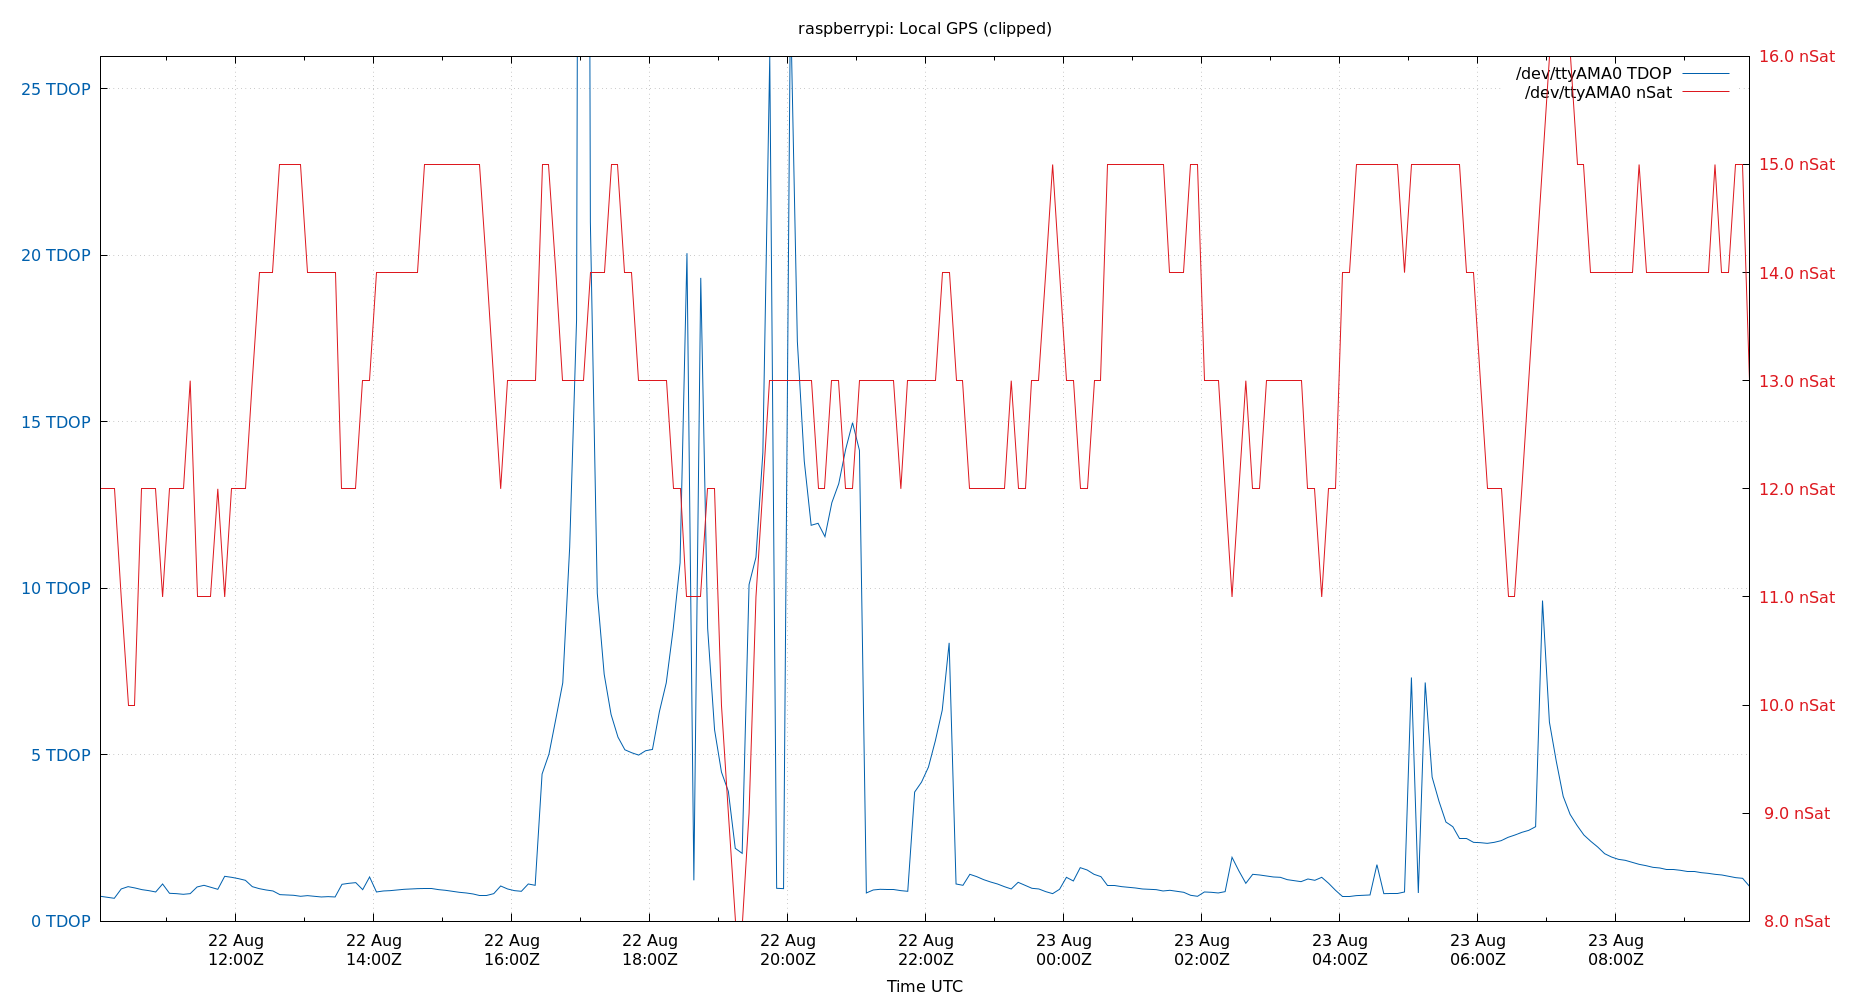 raspberrypi: Local GPS (clipped)
/dev/ttyAMA0 TDOP
/dev/ttyAMA0 nSat
25 TDOP
20 TDOP
15 TDOP
10 TDOP
5 TDOP
0 TDOP
16.0 nSat
15.0 nSat
14.0 nSat
13.0 nSat
12.0 nSat
11.0 nSat
10.0 nSat
9.0 nSat
8.0 nSat
22 Aug
12:00Z
22 Aug
14:00Z
22 Aug
16:00Z
22 Aug
18:00Z
22 Aug
20:00Z
22 Aug
22:00Z
23 Aug
00:00Z
23 Aug
02:00Z
23 Aug
04:00Z
23 Aug
06:00Z
23 Aug
08:00Z
Time UTC